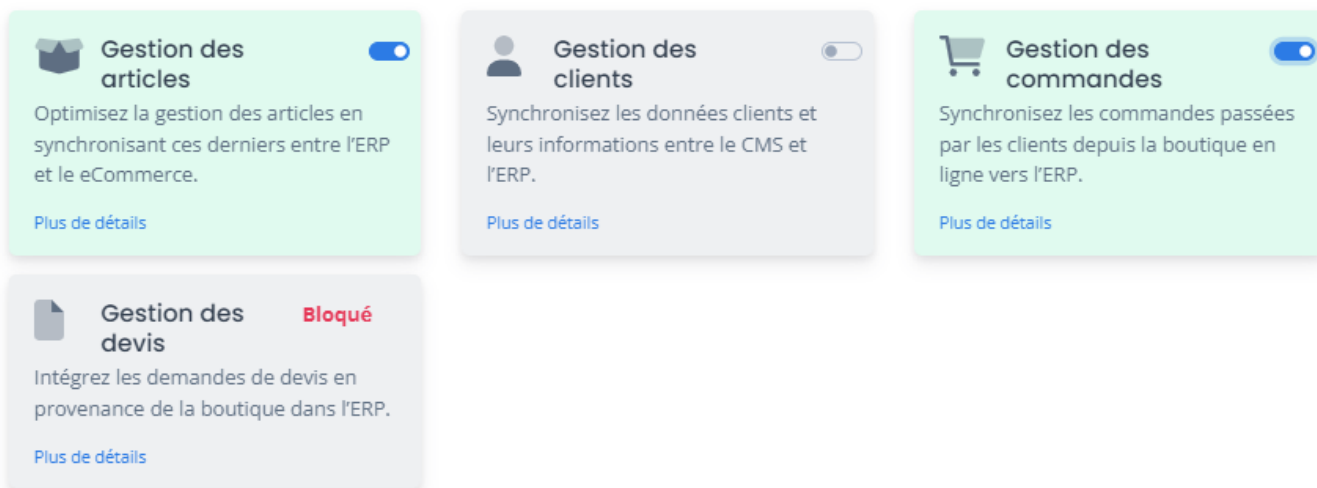 Gestion des
articles
Optimisez la gestion des articles en
synchronisant ces derniers entre l'ERP
et le eCommerce.
Plus de détails
Gestion des
clients
Synchronisez les données clients et
leurs informations entre le CMS et
l'ERP.
Plus de détails
Gestion des
commandes
Synchronisez les commandes passées
par les clients depuis la boutique en
ligne vers l'ERP.
Plus de détails
Gestion des
devis
Bloqué
Intégrez les demandes de devis en
provenance de la boutique dans l'ERP.
Plus de détails